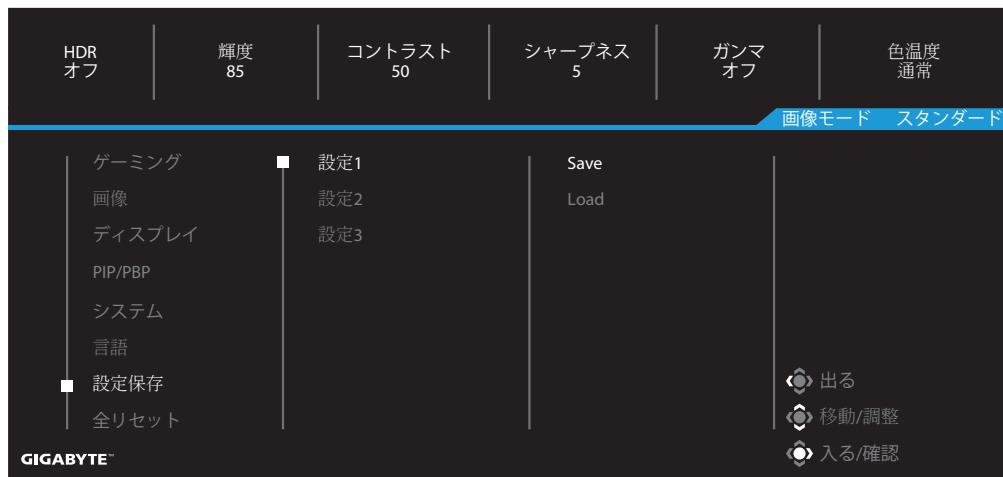 HDR
オフ
輝度
85
コントラスト
50
シャープネス
5
ガンマ
オフ
色温度
通常
画像モード スタンダード
ゲーミング
画像
ディスプレイ
PIP/PBP
システム
言語
設定保存
全リセット
設定1
設定2
設定3
Save
Load
出る
移動/調整
入る/確認
GIGABYTE™